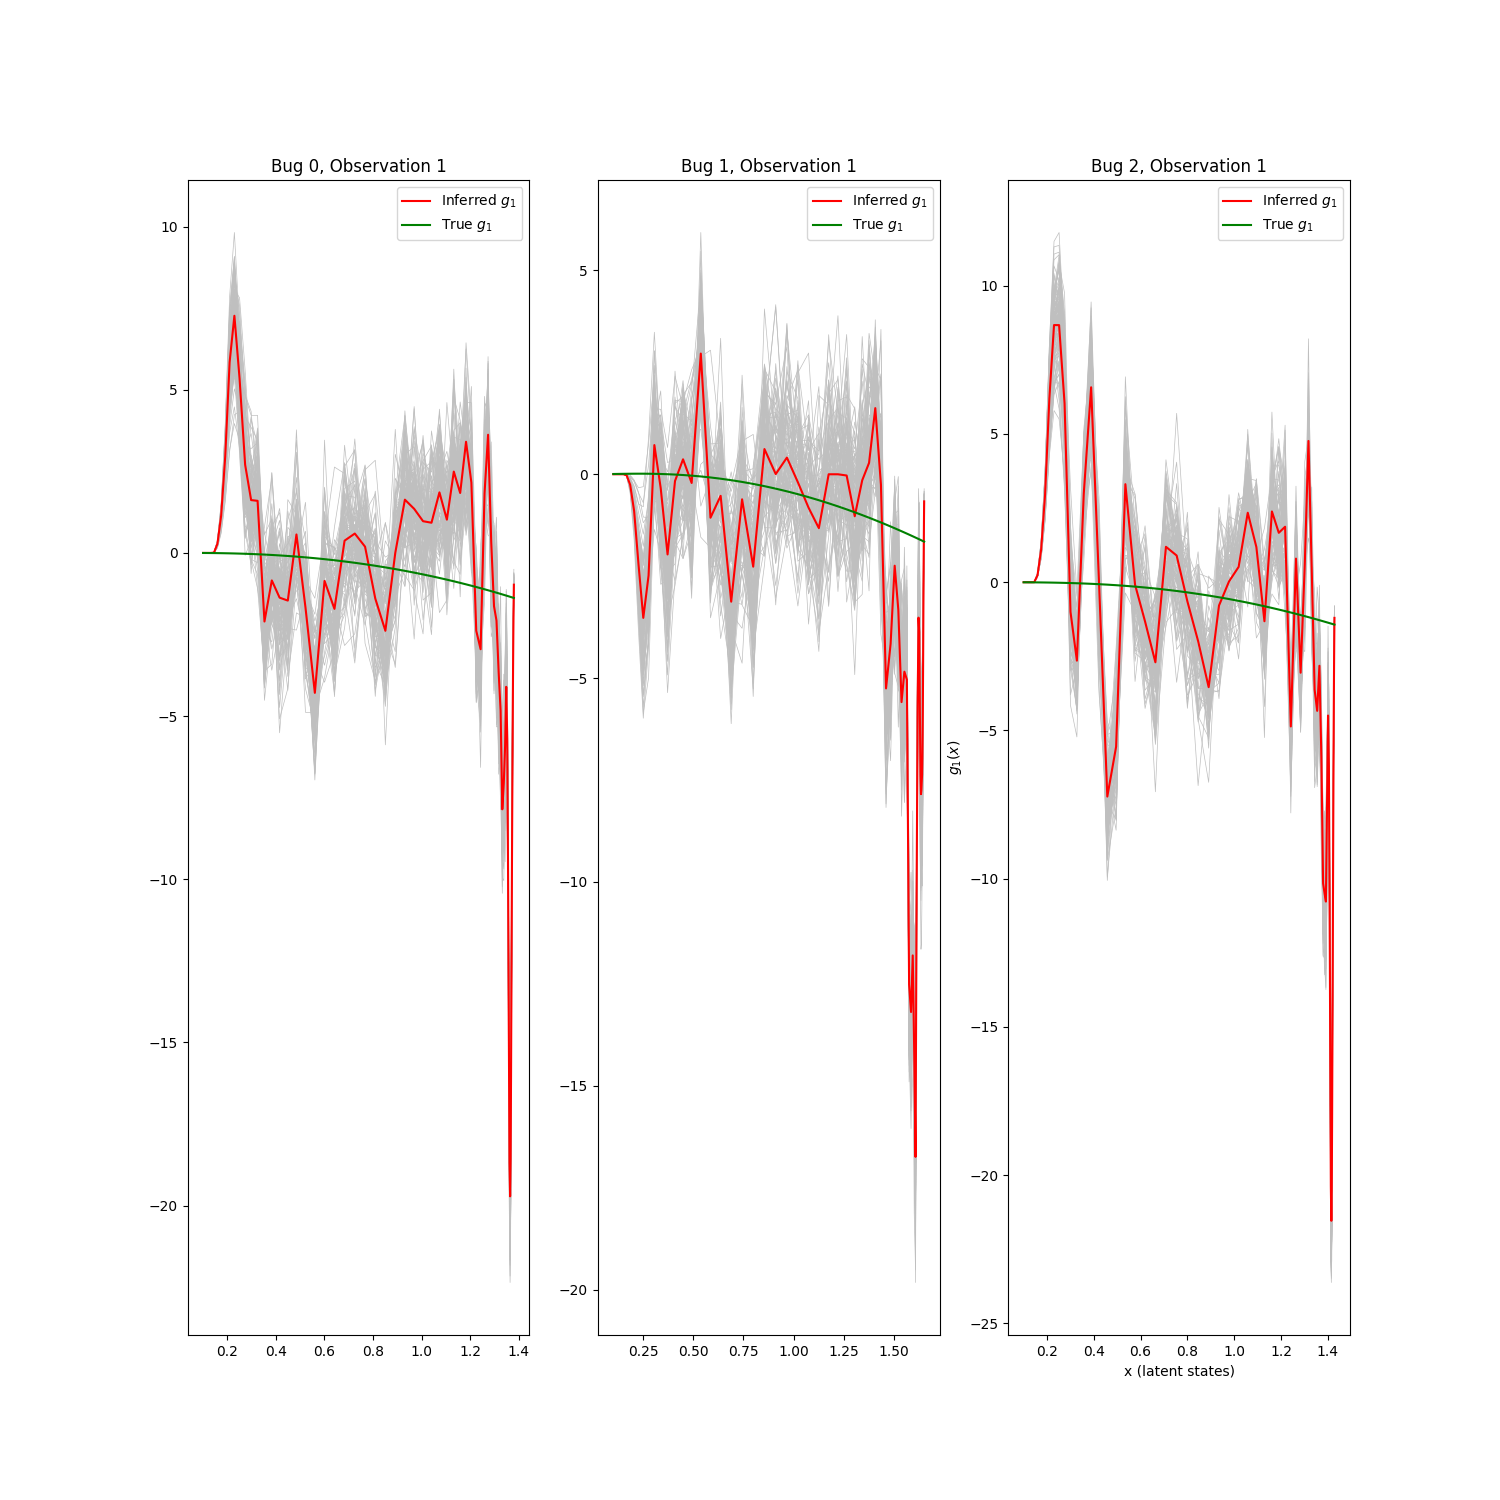 Bug 0, Observation 1
Inferred g₁
True g₁
10
5
0
−5
−10
−15
−20
0.2 0.4 0.6 0.8 1.0 1.2 1.4
Bug 1, Observation 1
Inferred g₁
True g₁
5
0
−5
−10
−15
−20
0.25 0.50 0.75 1.00 1.25 1.50
Bug 2, Observation 1
Inferred g₁
True g₁
g₁(x)
10
5
0
−5
−10
−15
−20
−25
0.2 0.4 0.6 0.8 1.0 1.2 1.4
x (latent states)